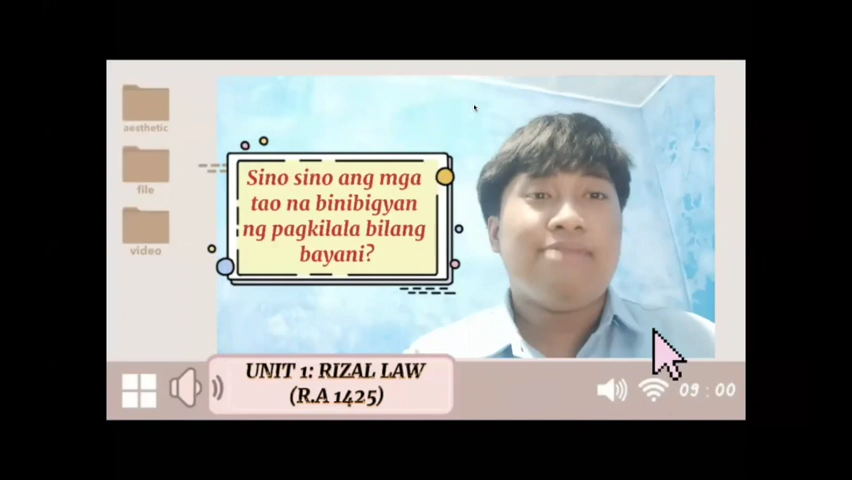 aesthetic
file
video
Sino sino ang mga
tao na binibigyan
ng pagkilala bilang
bayani?
UNIT 1: RIZAL LAW
(R.A 1425)
09 : 00